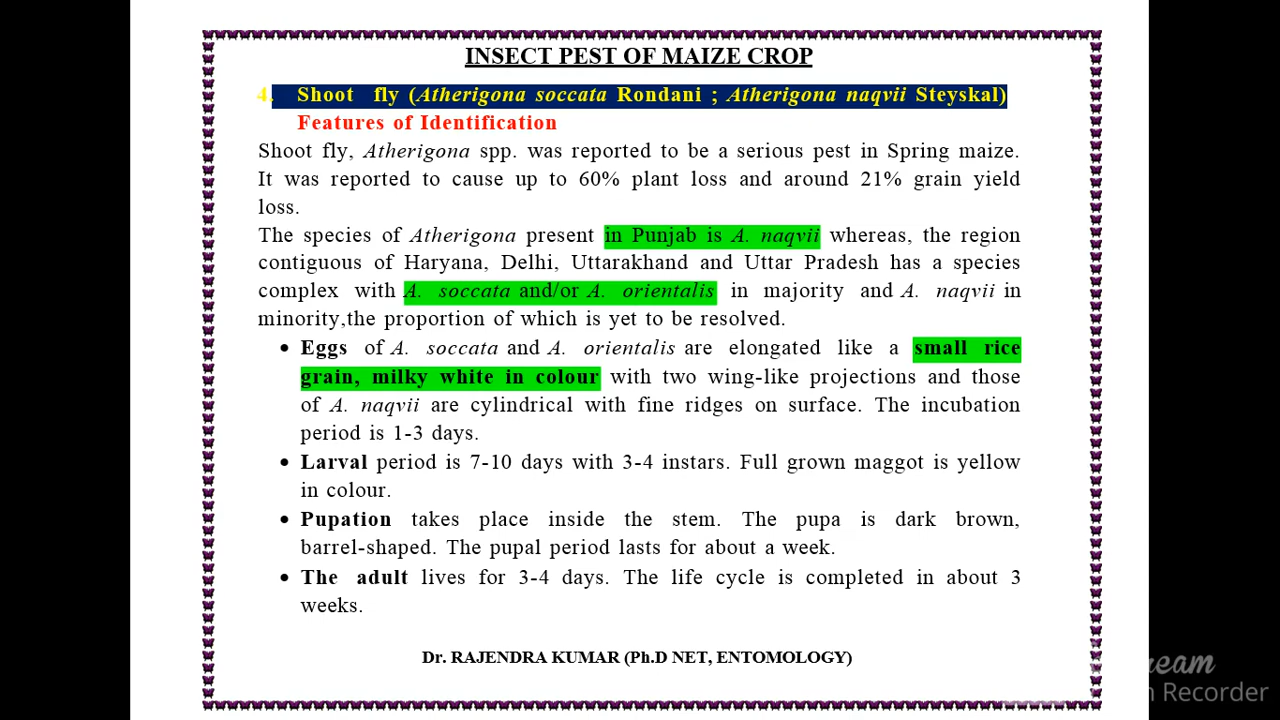 INSECT PEST OF MAIZE CROP
4. Shoot fly (Atherigona soccata Rondani ; Atherigona naqvii Steyskal)
Features of Identification
Shoot fly, Atherigona spp. was reported to be a serious pest in Spring maize.
It was reported to cause up to 60% plant loss and around 21% grain yield
loss.
The species of Atherigona present in Punjab is A. naqvii whereas, the region
contiguous of Haryana, Delhi, Uttarakhand and Uttar Pradesh has a species
complex with A. soccata and/or A. orientalis in majority and A. naqvii in
minority,the proportion of which is yet to be resolved.
• Eggs of A. soccata and A. orientalis are elongated like a small rice
grain, milky white in colour with two wing-like projections and those
of A. naqvii are cylindrical with fine ridges on surface. The incubation
period is 1-3 days.
• Larval period is 7-10 days with 3-4 instars. Full grown maggot is yellow
in colour.
• Pupation takes place inside the stem. The pupa is dark brown,
barrel-shaped. The pupal period lasts for about a week.
• The adult lives for 3-4 days. The life cycle is completed in about 3
weeks.
Dr. RAJENDRA KUMAR (Ph.D NET, ENTOMOLOGY)
Recorder